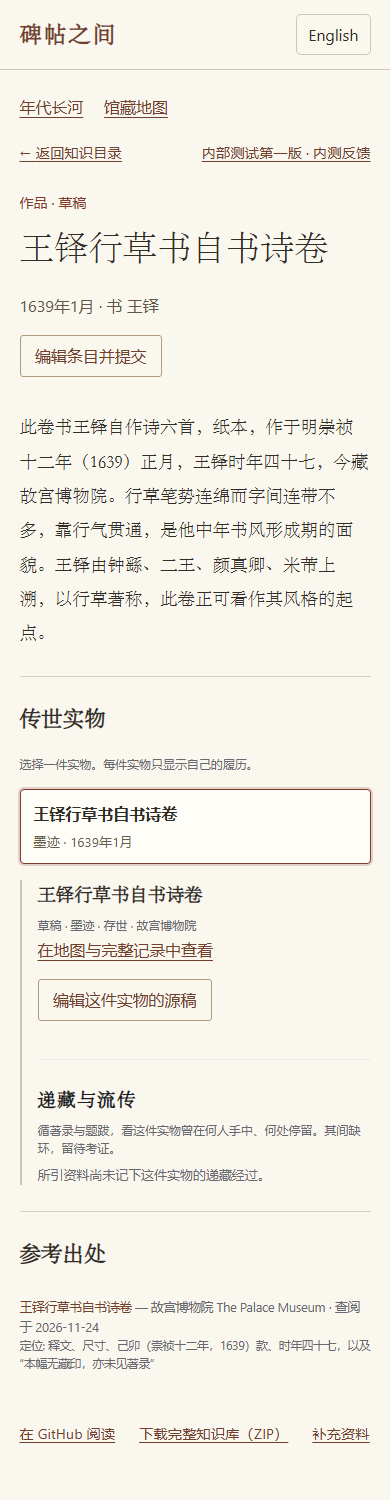 碑帖之间
English
年代长河 馆藏地图
← 返回知识目录 内部测试第一版 · 内测反馈
作品 · 草稿
王铎行草书自书诗卷
1639年1月 · 书 王铎
编辑条目并提交
此卷书王铎自作诗六首，纸本，作于明崇祯
十二年（1639）正月，王铎时年四十七，今藏
故宫博物院。行草笔势连绵而字间连带不
多，靠行气贯通，是他中年书风形成期的面
貌。王铎由钟繇、二王、颜真卿、米芾上
溯，以行草著称，此卷正可看作其风格的起
点。
传世实物
选择一件实物。每件实物只显示自己的履历。
王铎行草书自书诗卷
墨迹 · 1639年1月
王铎行草书自书诗卷
草稿 · 墨迹 · 存世 · 故宫博物院
在地图与完整记录中查看
编辑这件实物的源稿
递藏与流传
循著录与题跋，看这件实物曾在何人手中、何处停留。其间缺
环，留待考证。
所引资料尚未记下这件实物的递藏经过。
参考出处
王铎行草书自书诗卷 — 故宫博物院 The Palace Museum · 查阅
于 2026-11-24
定位: 释文、尺寸、己卯（崇祯十二年，1639）款、时年四十七，以及
“本幅无藏印，亦未见著录”
在 GitHub 阅读 下载完整知识库（ZIP） 补充资料